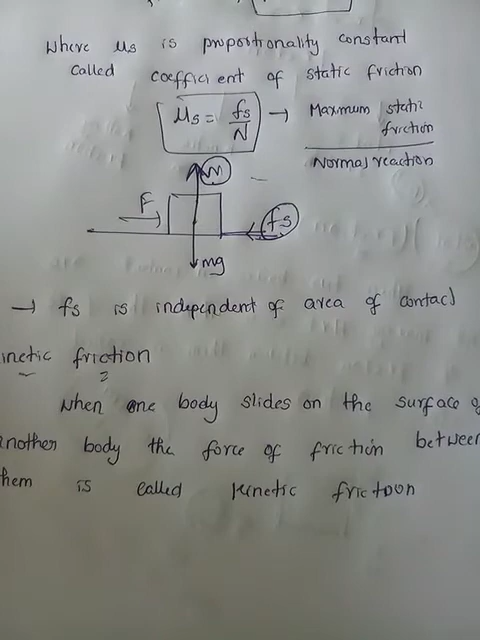 Where μs is proportionality constant
called coefficient of static friction
μs = fs/N → Maximum static friction / Normal reaction
N
F
fs
mg
→ fs is independent of area of contact
inetic friction
When one body slides on the surface o
nother body the force of friction between
hem is called kinetic frictoon